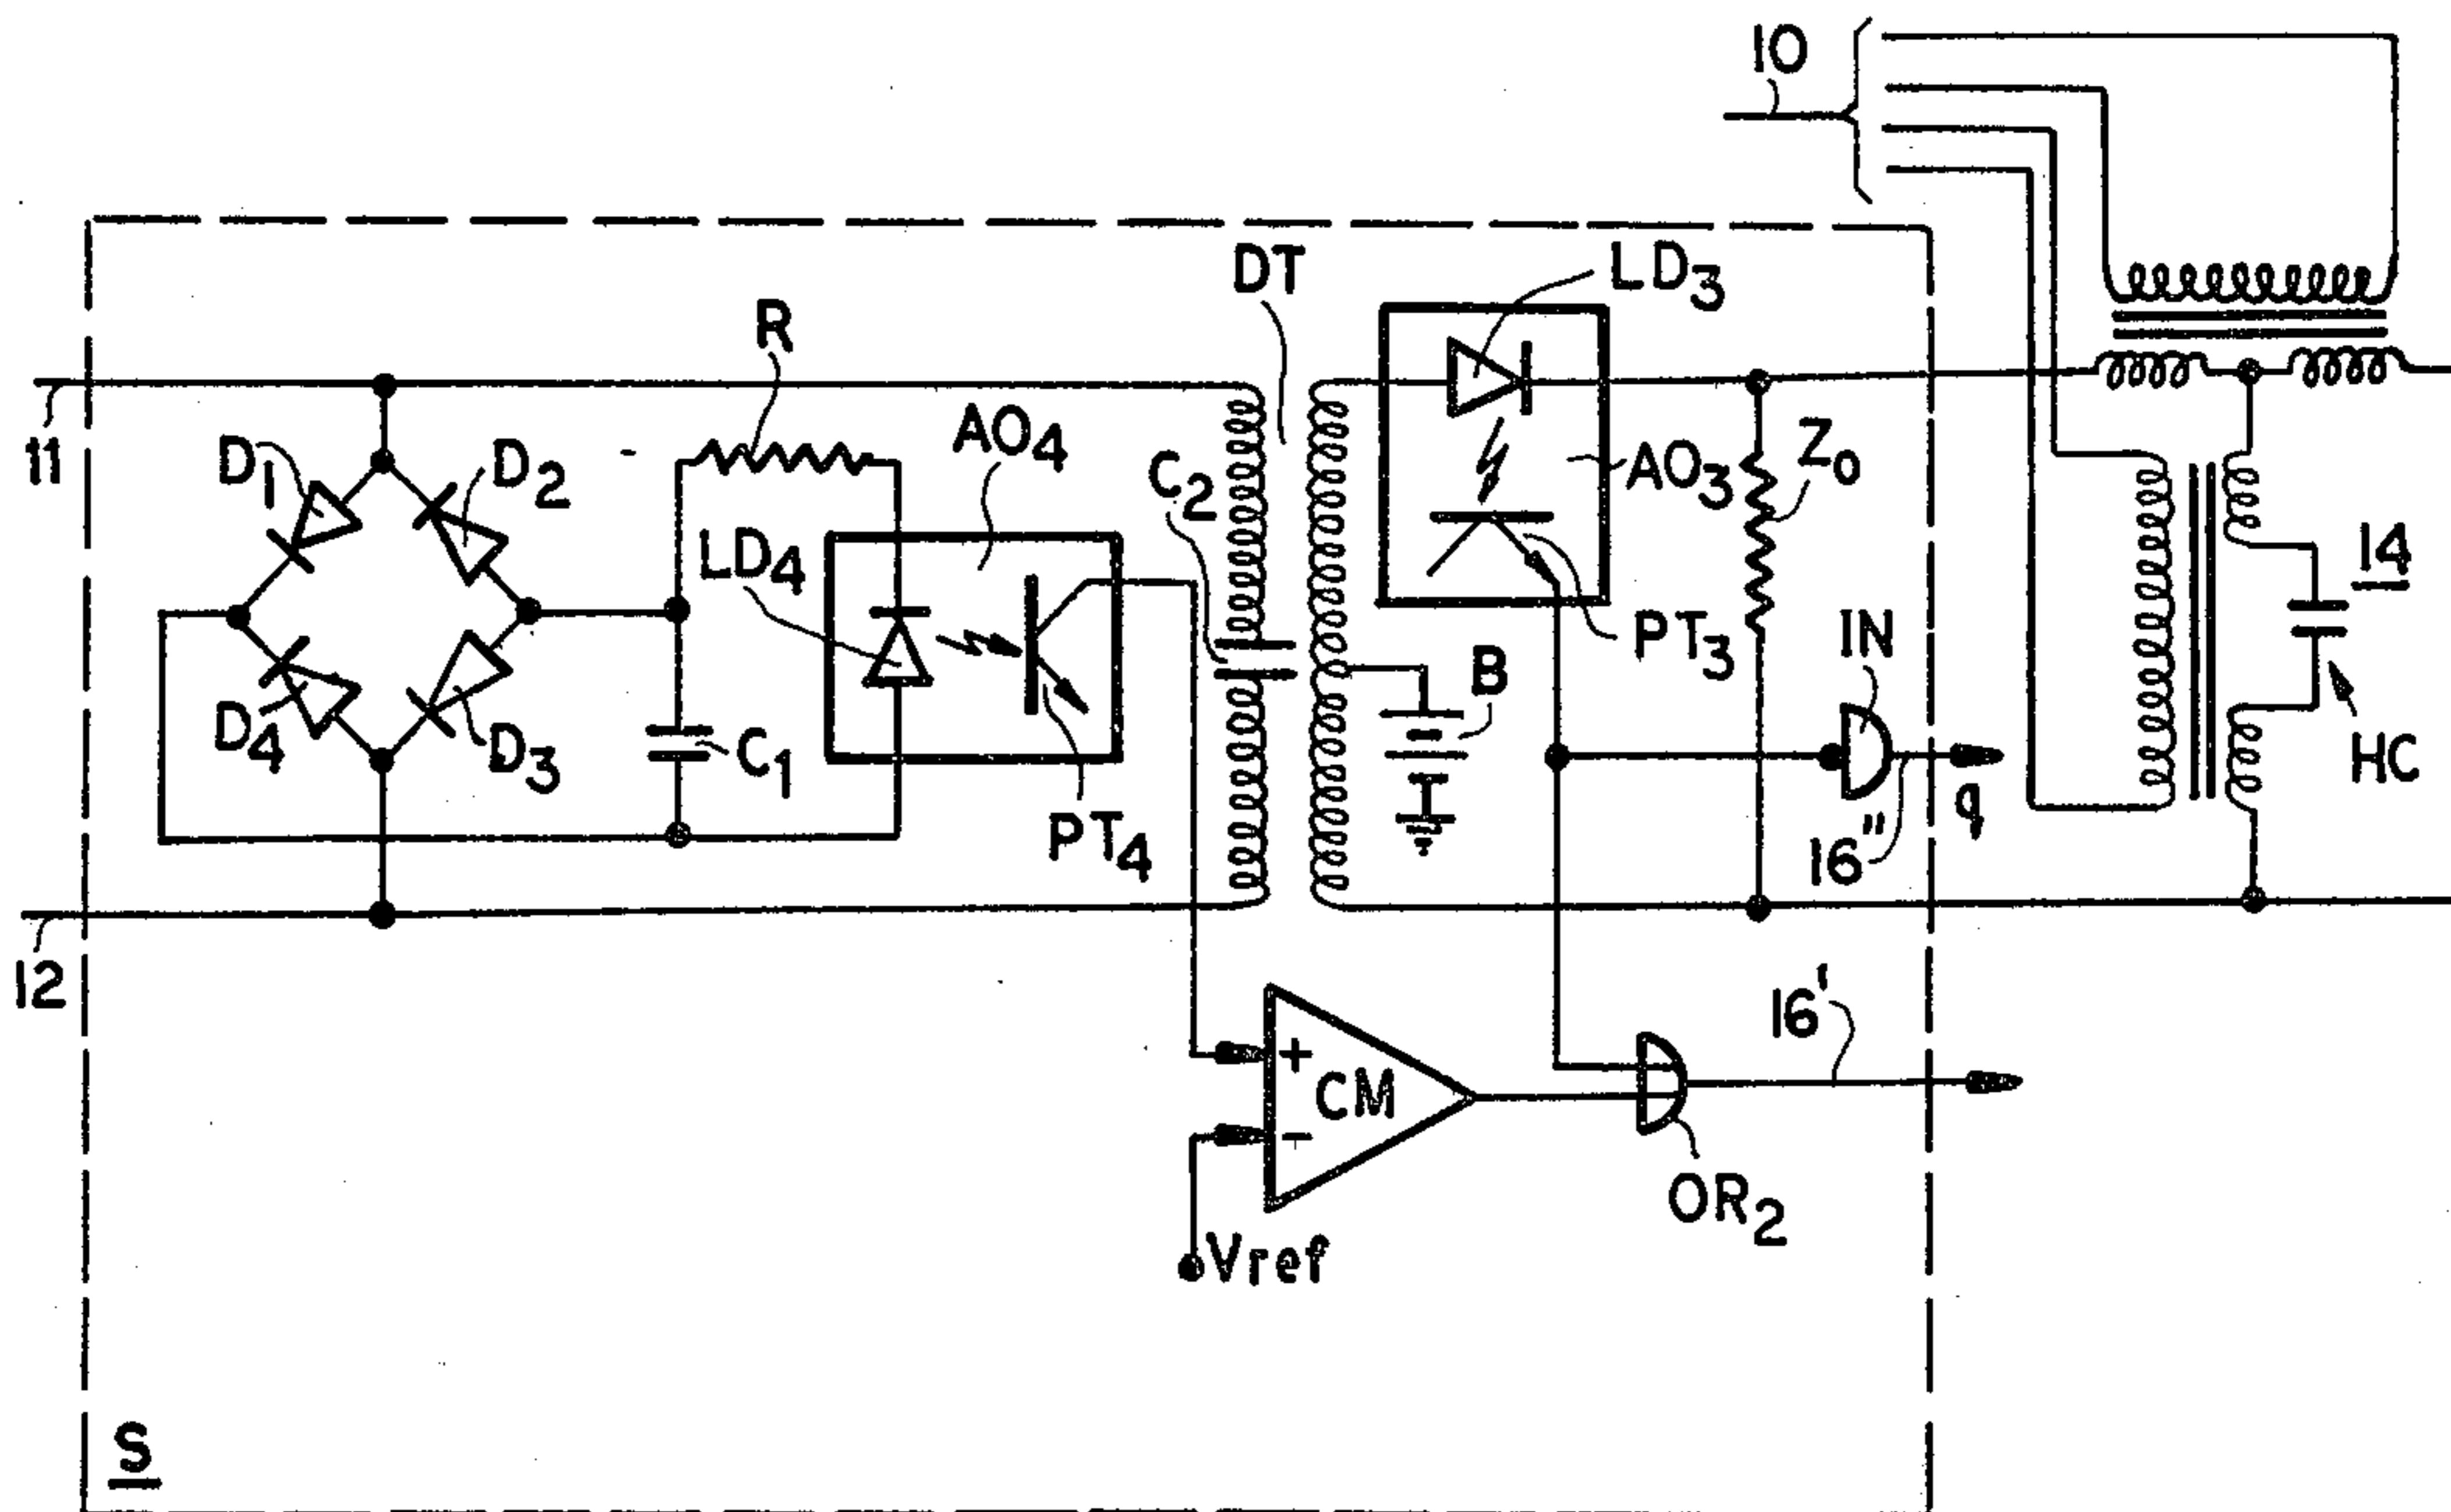 10
DT
LD3
R
AO4
11
D1
D2
C2
AO3
Z0
14
LD4
PT3
IN
B
D4
D3
C1
HC
PT4
q
16"
12
16'
+
CM
-
OR2
Vref
S